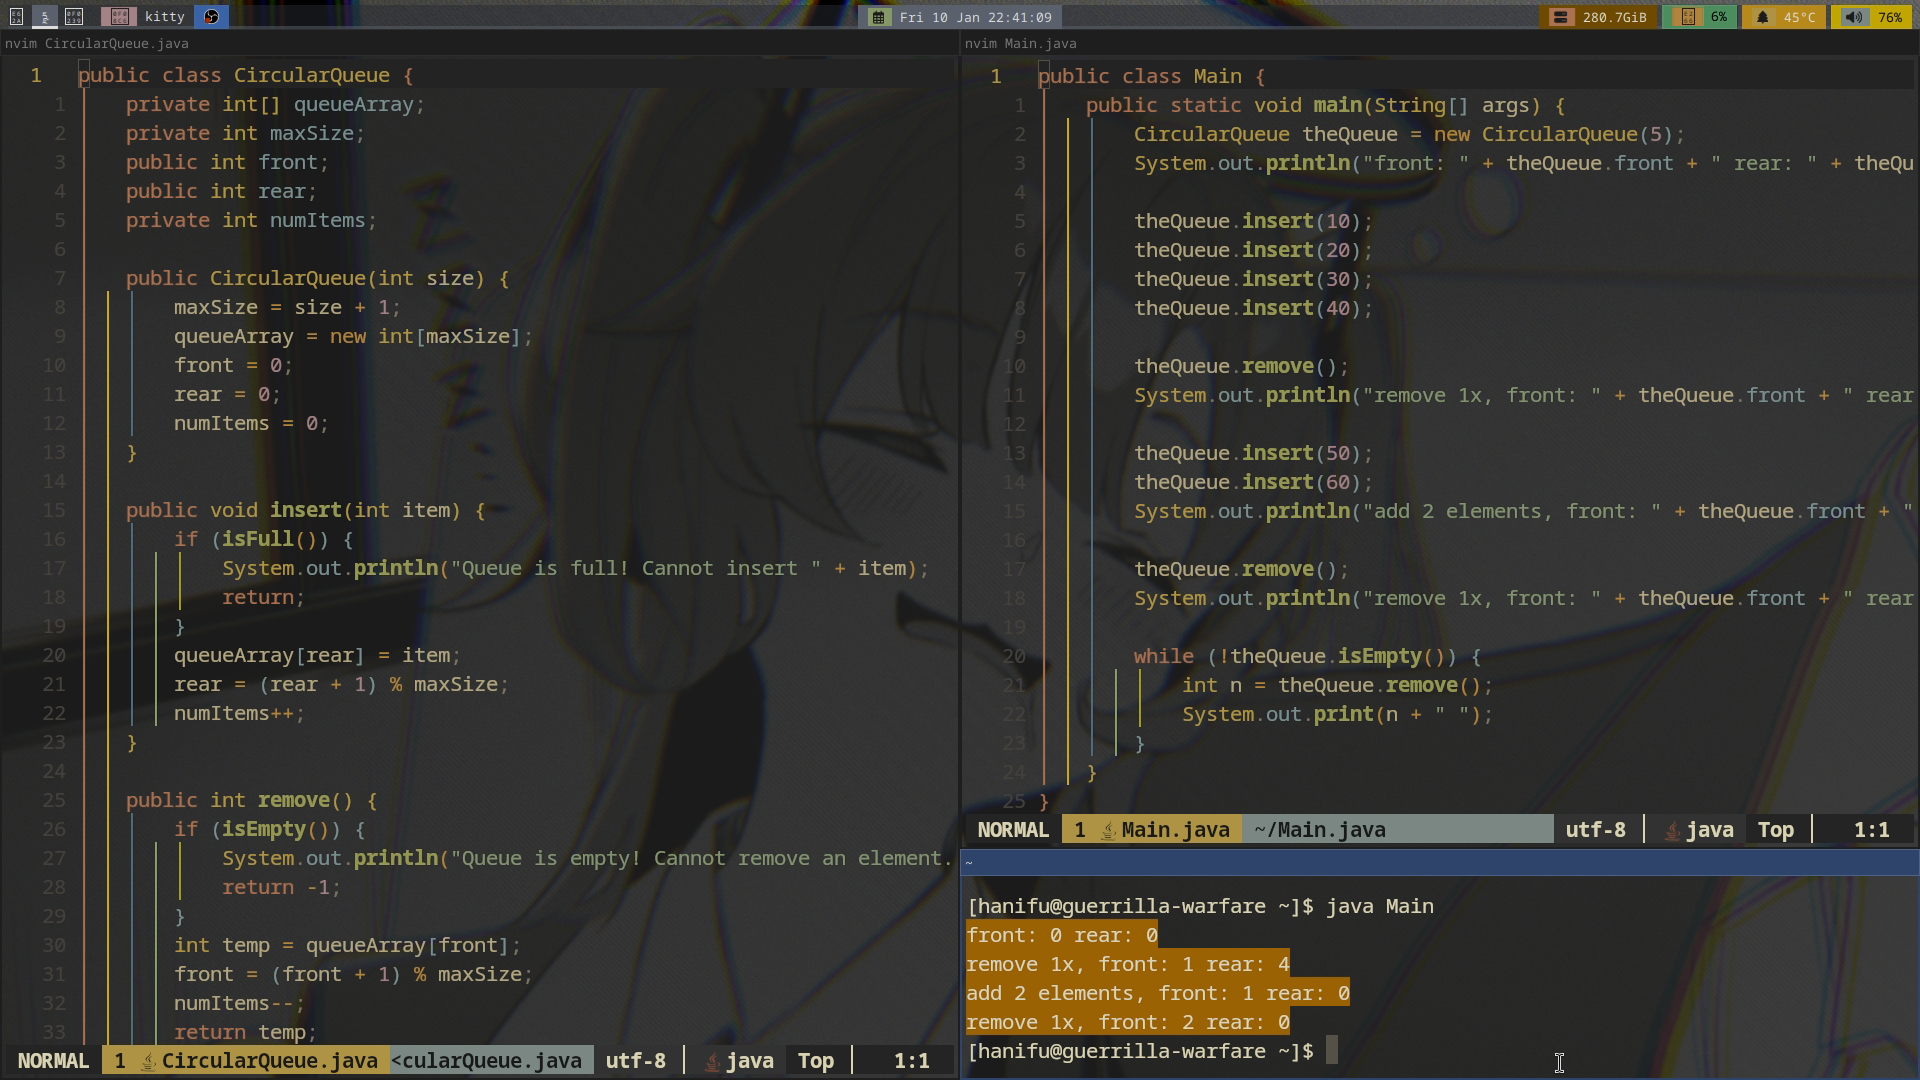 kitty
Fri 10 Jan 22:41:09
280.7GiB
6%
45°C
76%
nvim CircularQueue.java
1 public class CircularQueue {
1 private int[] queueArray;
2 private int maxSize;
3 public int front;
4 public int rear;
5 private int numItems;
6
7 public CircularQueue(int size) {
8 maxSize = size + 1;
9 queueArray = new int[maxSize];
10 front = 0;
11 rear = 0;
12 numItems = 0;
13 }
14
15 public void insert(int item) {
16 if (isFull()) {
17 System.out.println("Queue is full! Cannot insert " + item);
18 return;
19 }
20 queueArray[rear] = item;
21 rear = (rear + 1) % maxSize;
22 numItems++;
23 }
24
25 public int remove() {
26 if (isEmpty()) {
27 System.out.println("Queue is empty! Cannot remove an element.
28 return -1;
29 }
30 int temp = queueArray[front];
31 front = (front + 1) % maxSize;
32 numItems--;
33 return temp;
NORMAL 1 CircularQueue.java <cularQueue.java utf-8 java Top 1:1
nvim Main.java
1 public class Main {
1 public static void main(String[] args) {
2 CircularQueue theQueue = new CircularQueue(5);
3 System.out.println("front: " + theQueue.front + " rear: " + theQu
4
5 theQueue.insert(10);
6 theQueue.insert(20);
7 theQueue.insert(30);
8 theQueue.insert(40);
9
10 theQueue.remove();
11 System.out.println("remove 1x, front: " + theQueue.front + " rear
12
13 theQueue.insert(50);
14 theQueue.insert(60);
15 System.out.println("add 2 elements, front: " + theQueue.front + "
16
17 theQueue.remove();
18 System.out.println("remove 1x, front: " + theQueue.front + " rear
19
20 while (!theQueue.isEmpty()) {
21 int n = theQueue.remove();
22 System.out.print(n + " ");
23 }
24 }
25 }
NORMAL 1 Main.java ~/Main.java utf-8 java Top 1:1
~
[hanifu@guerrilla-warfare ~]$ java Main
front: 0 rear: 0
remove 1x, front: 1 rear: 4
add 2 elements, front: 1 rear: 0
remove 1x, front: 2 rear: 0
[hanifu@guerrilla-warfare ~]$